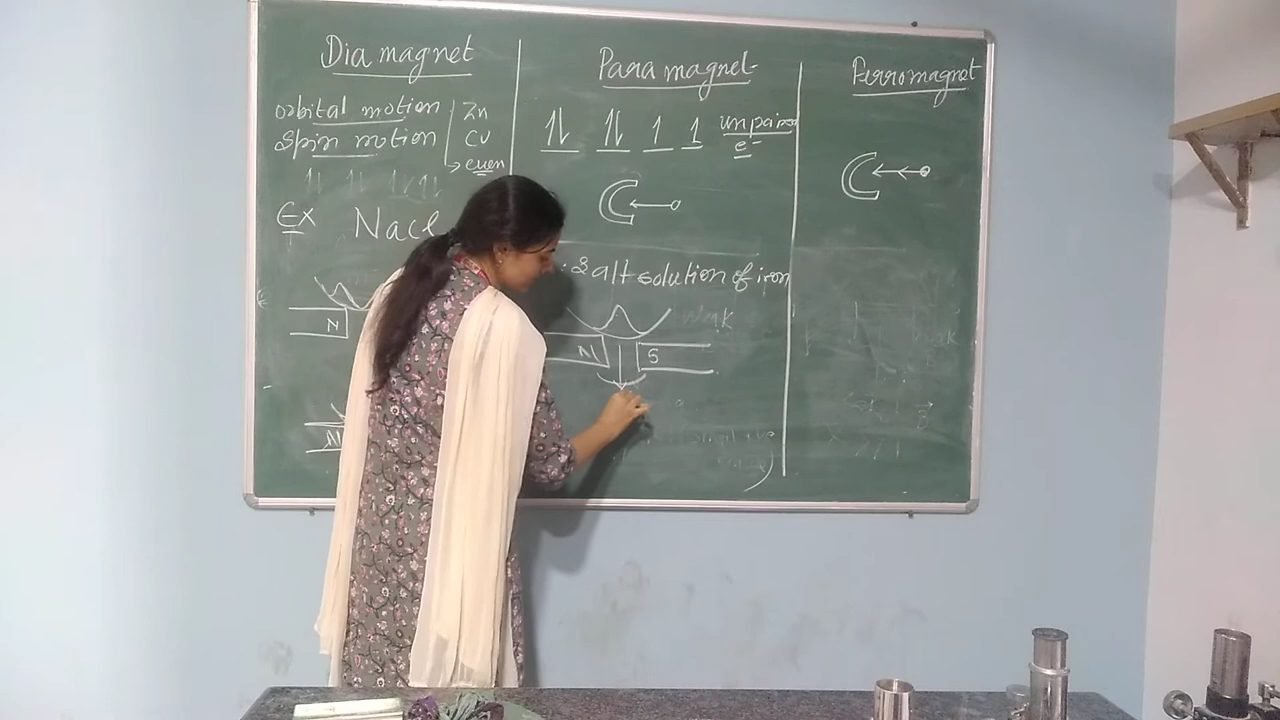 Dia magnet
orbital motion
Spin motion
Zn
CU
→ even
Ex Nacl
N
N
Para magnet
unpaired
e-
: Salt solution of iron
weak
N S
Ferromagnet